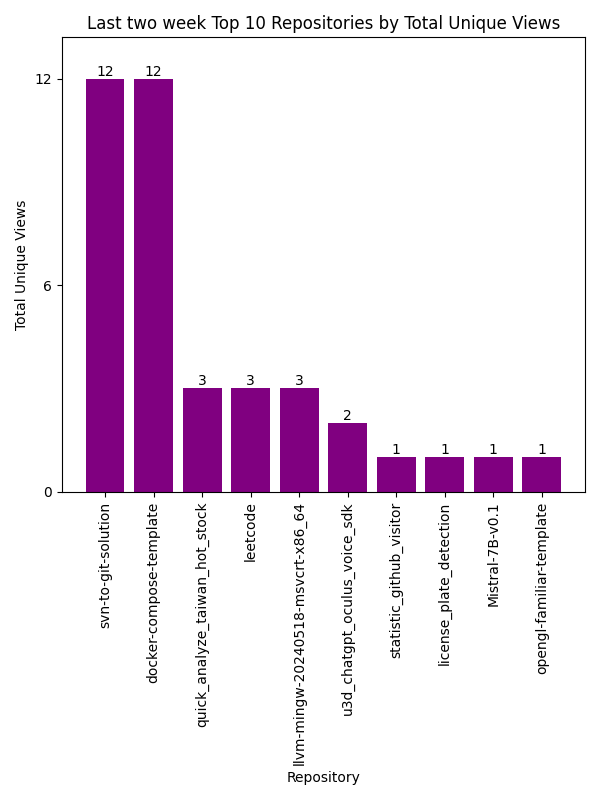 Last two week Top 10 Repositories by Total Unique Views
Total Unique Views
12
6
0
12
12
3
3
3
2
1
1
1
1
svn-to-git-solution
docker-compose-template
quick_analyze_taiwan_hot_stock
leetcode
llvm-mingw-20240518-msvcrt-x86_64
u3d_chatgpt_oculus_voice_sdk
statistic_github_visitor
license_plate_detection
Mistral-7B-v0.1
opengl-familiar-template
Repository